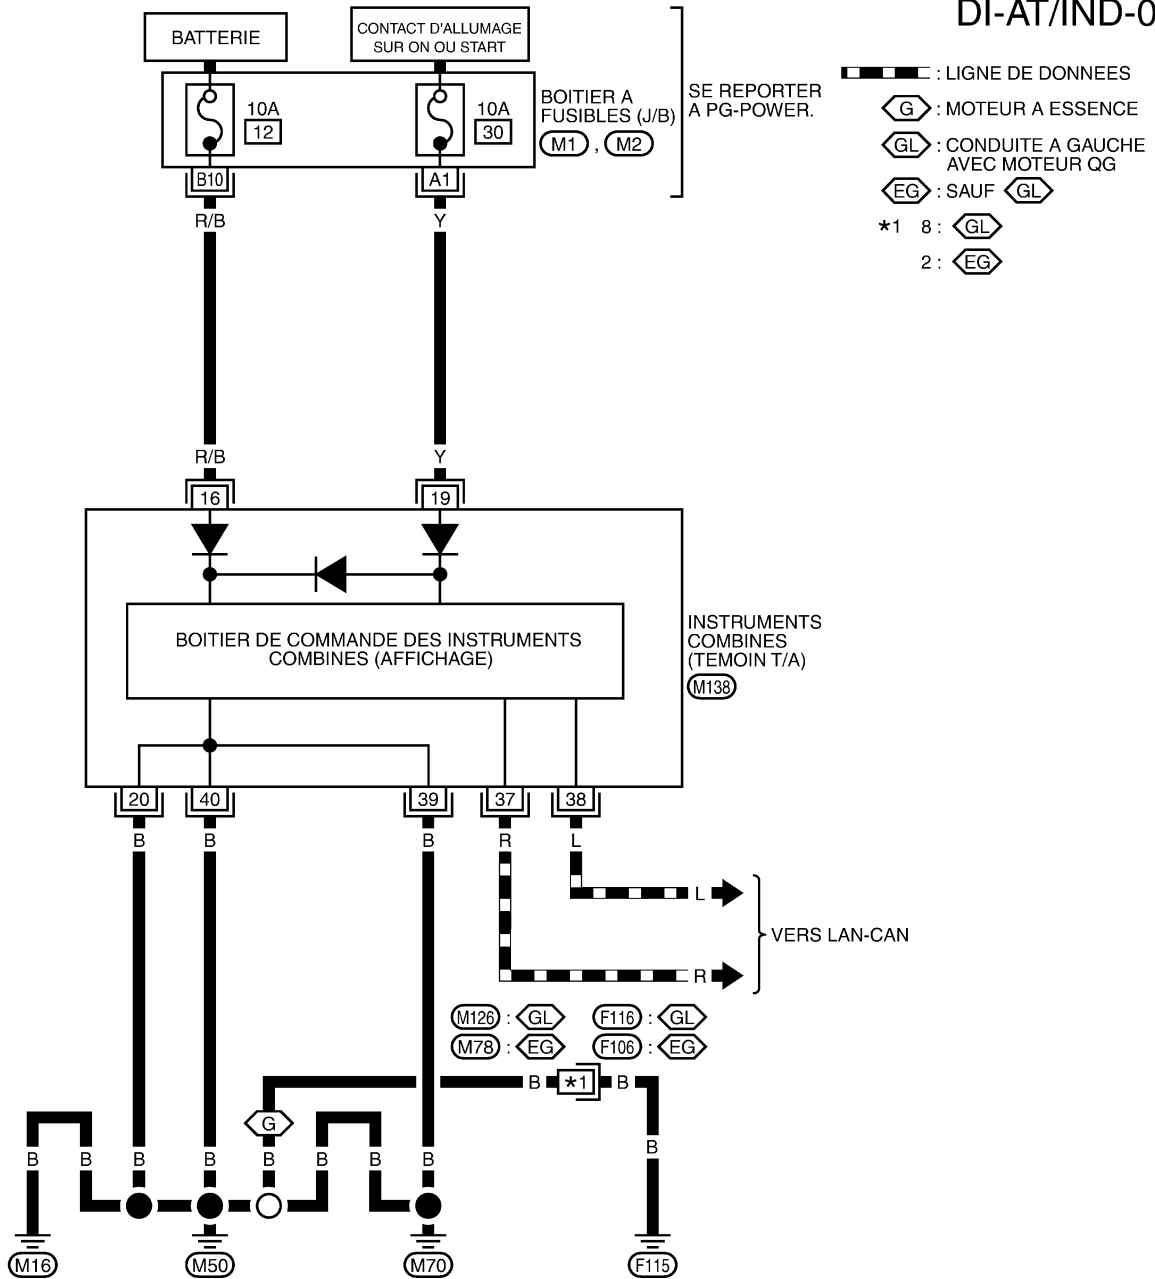 DI-AT/IND-0
BATTERIE
CONTACT D'ALLUMAGE
SUR ON OU START
10A
12
10A
30
BOITIER A
FUSIBLES (J/B)
M1 , M2
SE REPORTER
A PG-POWER.
: LIGNE DE DONNEES
G : MOTEUR A ESSENCE
GL : CONDUITE A GAUCHE
AVEC MOTEUR QG
EG : SAUF GL
*1 8 : GL
2 : EG
B10
A1
R/B
Y
R/B
Y
16
19
BOITIER DE COMMANDE DES INSTRUMENTS
COMBINES (AFFICHAGE)
INSTRUMENTS
COMBINES
(TEMOIN T/A)
M138
20 40 39 37 38
B B B R L
L
VERS LAN-CAN
R
M126 : GL F116 : GL
M78 : EG F106 : EG
B *1 B
G
B
B B B B B B B B
M16 M50 M70 F115